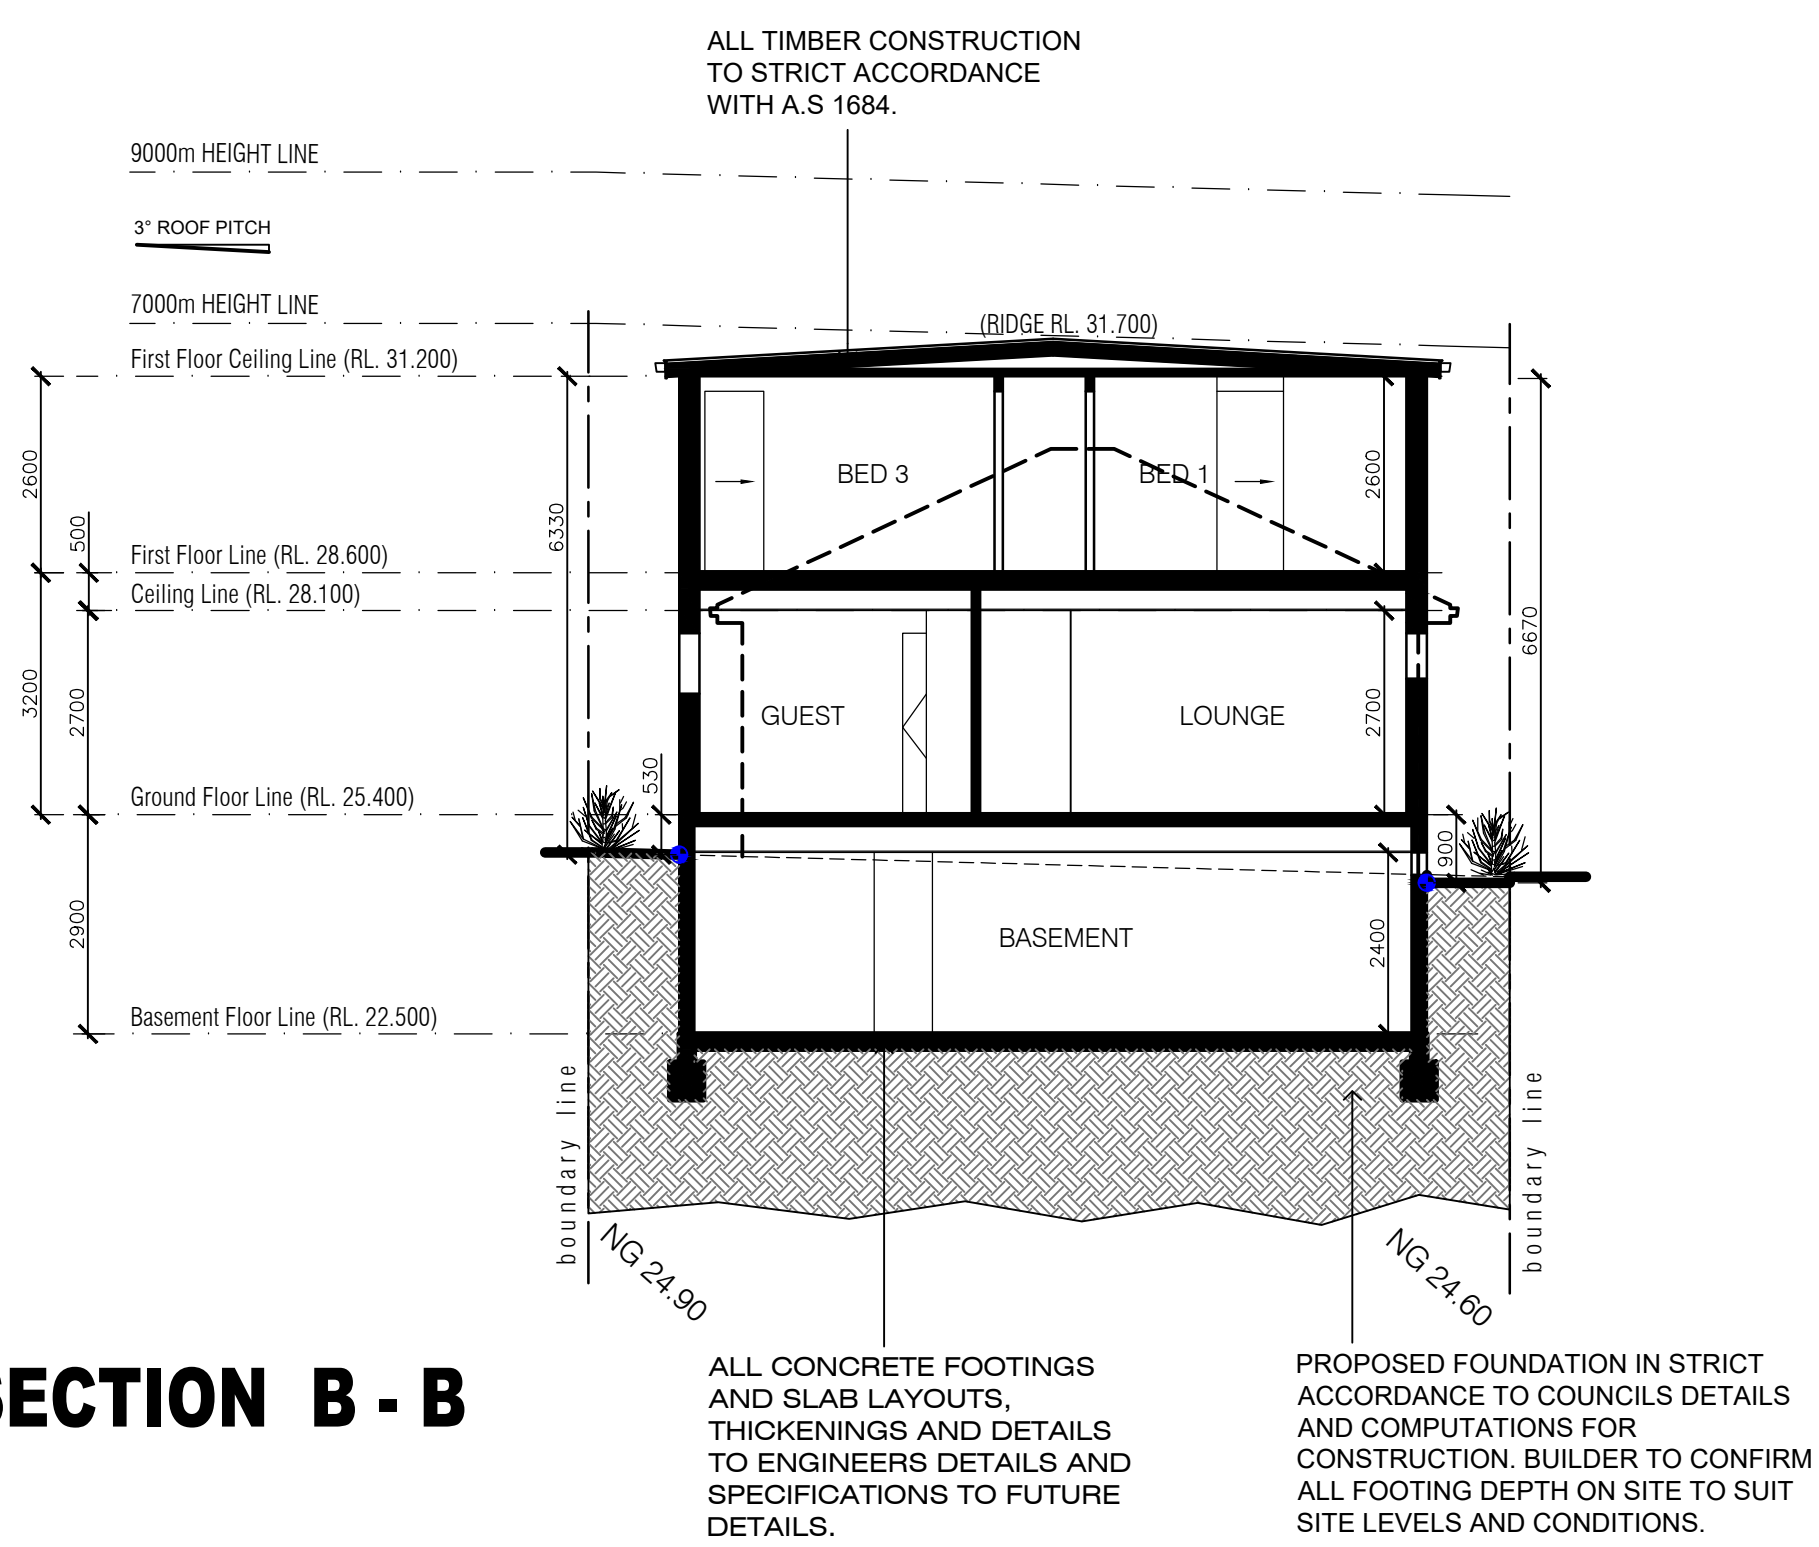 ALL TIMBER CONSTRUCTION
TO STRICT ACCORDANCE
WITH A.S 1684.
9000m HEIGHT LINE
3° ROOF PITCH
7000m HEIGHT LINE
(RIDGE RL. 31.700)
First Floor Ceiling Line (RL. 31.200)
2600
500
6330
BED 3
BED 1
2600
First Floor Line (RL. 28.600)
Ceiling Line (RL. 28.100)
3200
2700
6670
GUEST
LOUNGE
2700
530
Ground Floor Line (RL. 25.400)
900
2900
BASEMENT
2400
Basement Floor Line (RL. 22.500)
boundary line
boundary line
NG 24.90
NG 24.60
SECTION B - B
ALL CONCRETE FOOTINGS
AND SLAB LAYOUTS,
THICKENINGS AND DETAILS
TO ENGINEERS DETAILS AND
SPECIFICATIONS TO FUTURE
DETAILS.
PROPOSED FOUNDATION IN STRICT
ACCORDANCE TO COUNCILS DETAILS
AND COMPUTATIONS FOR
CONSTRUCTION. BUILDER TO CONFIRM
ALL FOOTING DEPTH ON SITE TO SUIT
SITE LEVELS AND CONDITIONS.